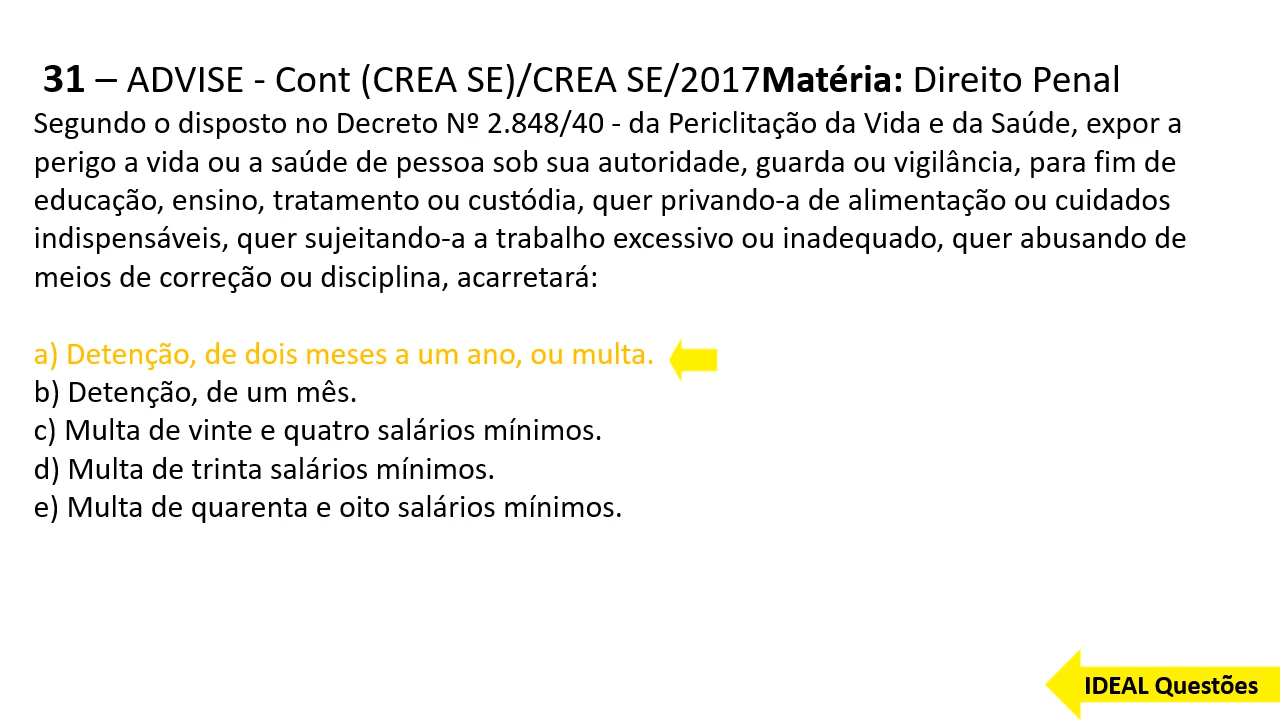 31 – ADVISE - Cont (CREA SE)/CREA SE/2017Matéria: Direito Penal
Segundo o disposto no Decreto Nº 2.848/40 - da Periclitação da Vida e da Saúde, expor a
perigo a vida ou a saúde de pessoa sob sua autoridade, guarda ou vigilância, para fim de
educação, ensino, tratamento ou custódia, quer privando-a de alimentação ou cuidados
indispensáveis, quer sujeitando-a a trabalho excessivo ou inadequado, quer abusando de
meios de correção ou disciplina, acarretará:
a) Detenção, de dois meses a um ano, ou multa.
b) Detenção, de um mês.
c) Multa de vinte e quatro salários mínimos.
d) Multa de trinta salários mínimos.
e) Multa de quarenta e oito salários mínimos.
IDEAL Questões